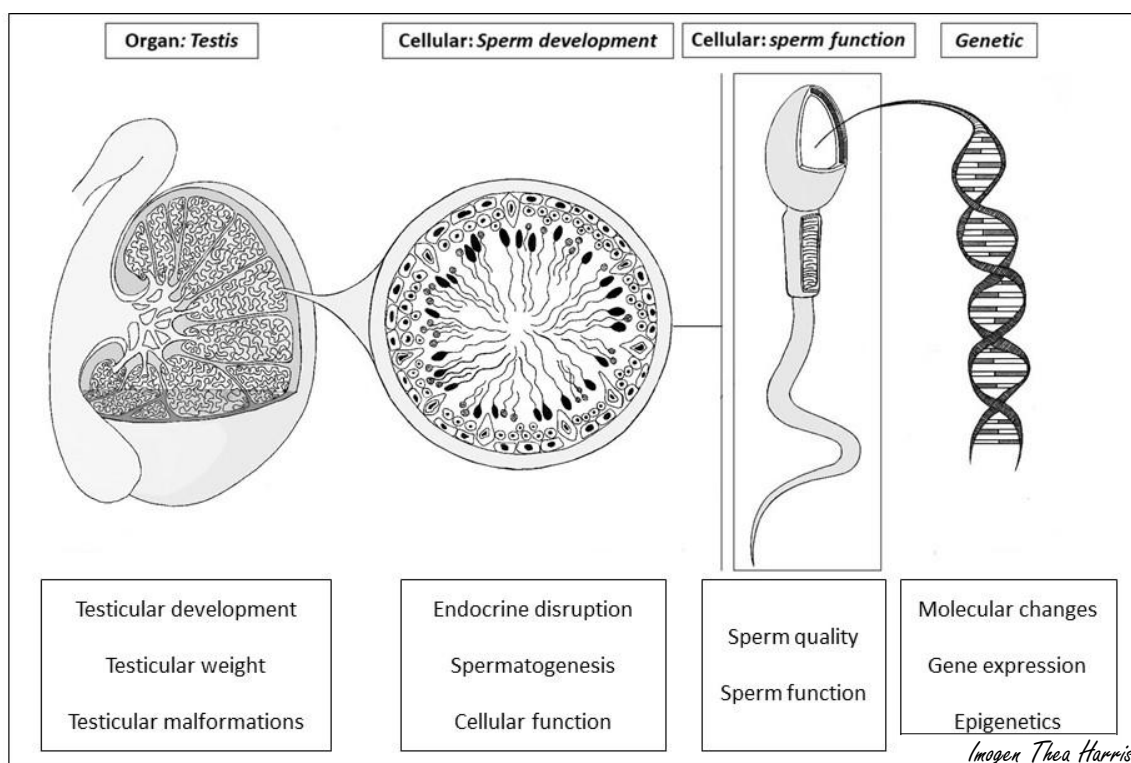 Organ: Testis
Cellular: Sperm development
Cellular: sperm function
Genetic
Testicular development
Testicular weight
Testicular malformations
Endocrine disruption
Spermatogenesis
Cellular function
Sperm quality
Sperm function
Molecular changes
Gene expression
Epigenetics
Imogen Thea Harris